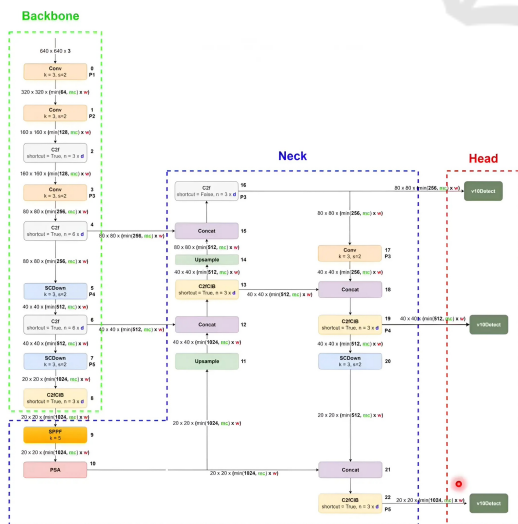 Backbone
640 x 640 x 3
Conv
k = 3, s=2
0
P1
320 x 320 x (min(64, mc) x w)
Conv
k = 3, s=2
1
P2
160 x 160 x (min(128, mc) x w)
C2f
shortcut = True, n = 3 x d
2
160 x 160 x (min(128, mc) x w)
Conv
k = 3, s=2
3
P3
80 x 80 x (min(256, mc) x w)
C2f
shortcut = True, n = 6 x d
4
80 x 80 x (min(256, mc) x w)
80 x 80 x (min(256, mc) x w)
SCDown
k = 3, s=2
5
P4
40 x 40 x (min(512, mc) x w)
C2f
shortcut = True, n = 6 x d
6
40 x 40 x (min(512, mc) x w)
40 x 40 x (min(512, mc) x w)
SCDown
k = 3, s=2
7
P5
20 x 20 x (min(1024, mc) x w)
C2fCIB
shortcut = True, n = 3 x d
8
20 x 20 x (min(1024, mc) x w)
SPPF
k = 5
9
20 x 20 x (min(1024, mc) x w)
PSA
10
Neck
C2f
shortcut = False, n = 3 x d
16
P3
80 x 80 x (min(256, mc) x w)
Concat
15
80 x 80 x (min(512, mc) x w)
Upsample
14
40 x 40 x (min(512, mc) x w)
C2fCIB
shortcut = True, n = 3 x d
13
40 x 40 x (min(512, mc) x w)
Concat
12
40 x 40 x (min(1024, mc) x w)
Upsample
11
20 x 20 x (min(1024, mc) x w)
20 x 20 x (min(1024, mc) x w)
80 x 80 x (min(256, mc) x w)
Conv
k = 3, s=2
17
P3
40 x 40 x (min(256, mc) x w)
Concat
18
C2fCIB
shortcut = True, n = 3 x d
19
P4
40 x 40 x (min(512, mc) x w)
40 x 40 x (min(512, mc) x w)
SCDown
k = 3, s=2
20
20 x 20 x (min(512, mc) x w)
Concat
21
C2fCIB
shortcut = True, n = 3 x d
22
P5
20 x 20 x (min(1024, mc) x w)
Head
v10Detect
v10Detect
v10Detect